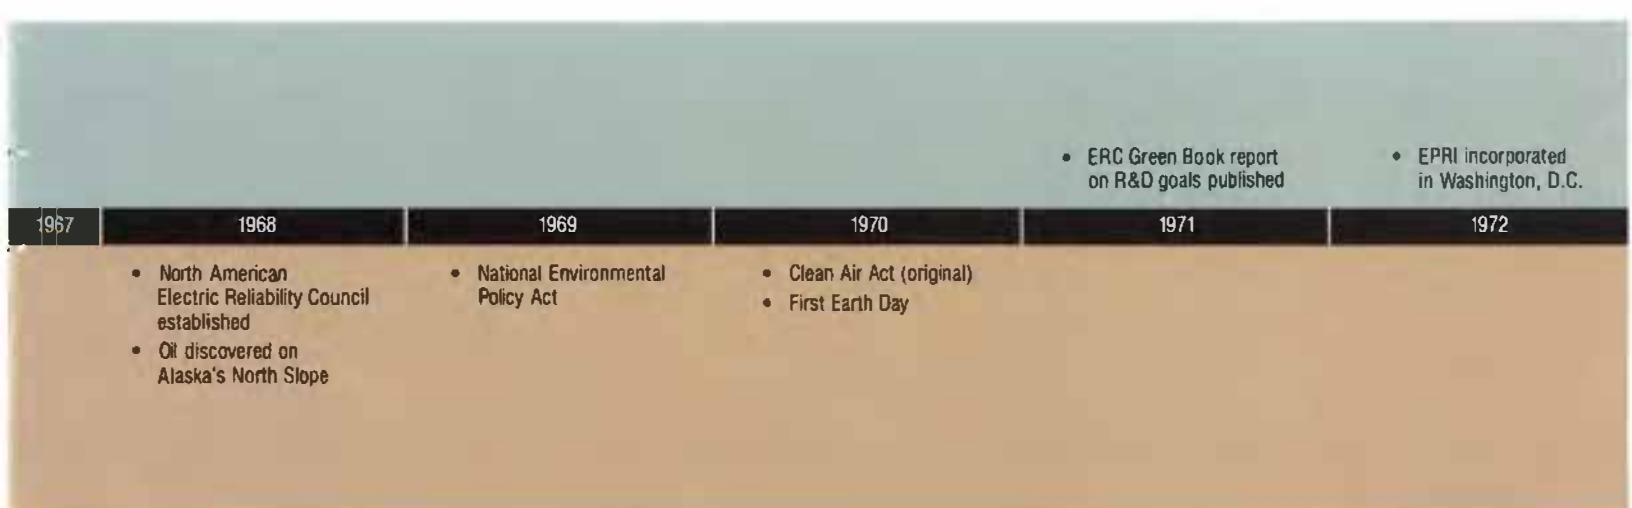 • ERC Green Book report
on R&D goals published
• EPRI incorporated
in Washington, D.C.
1967 1968 1969 1970 1971 1972
• North American
Electric Reliability Council
established
• Oil discovered on
Alaska's North Slope
• National Environmental
Policy Act
• Clean Air Act (original)
• First Earth Day